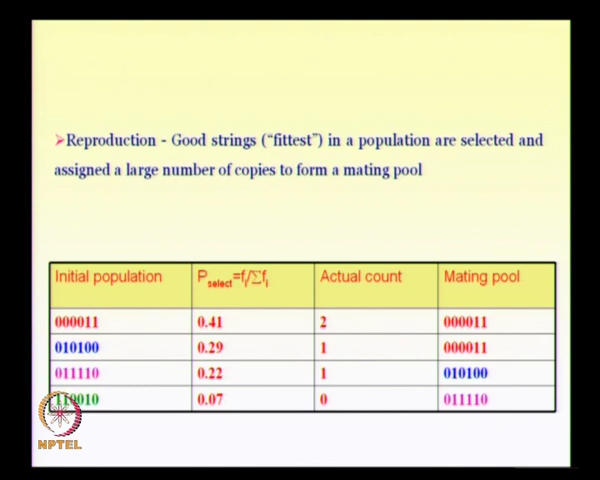 ➢Reproduction - Good strings (“fittest”) in a population are selected and
assigned a large number of copies to form a mating pool
Initial population P_select=f_i/∑f_i Actual count Mating pool
000011 0.41 2 000011
010100 0.29 1 000011
011110 0.22 1 010100
110010 0.07 0 011110
NPTEL